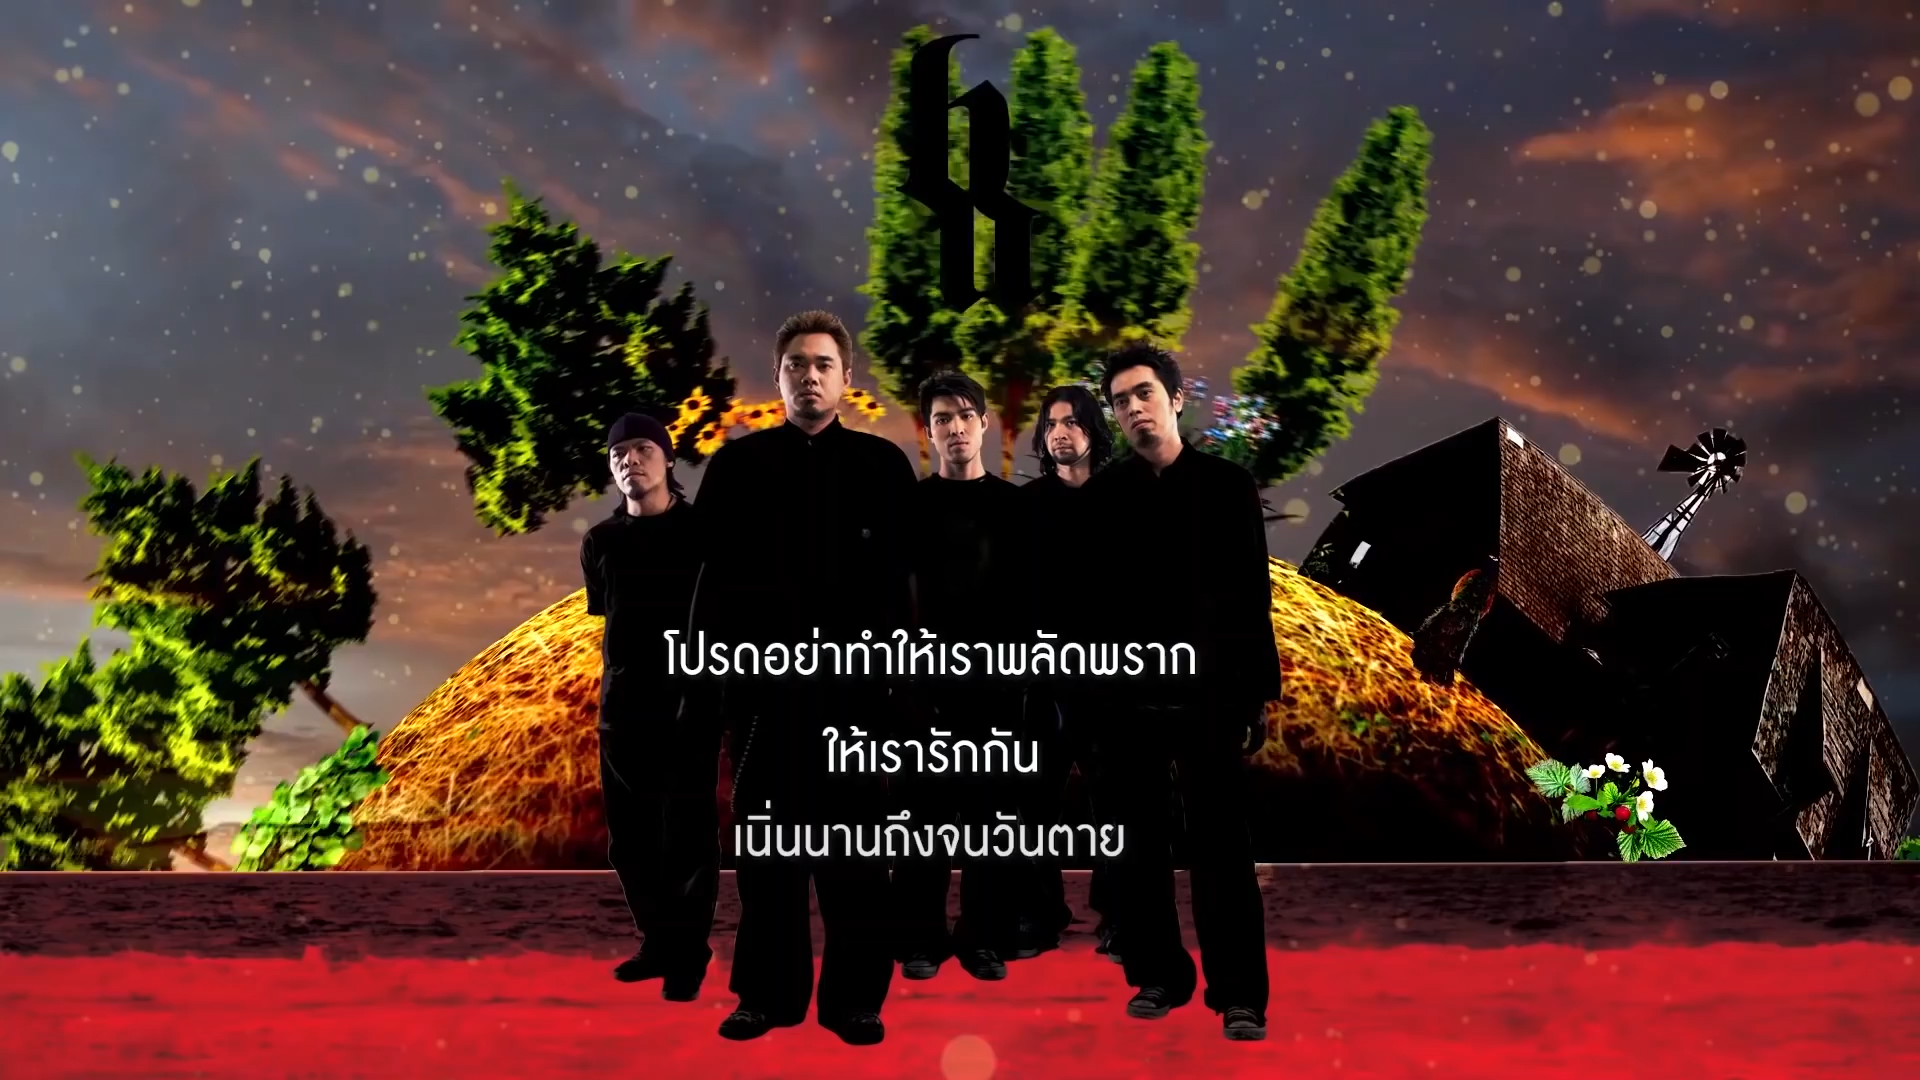 โปรดอย่าทำให้เราพลัดพราก
ให้เรารักกัน
เนิ่นนานถึงจนวันตาย